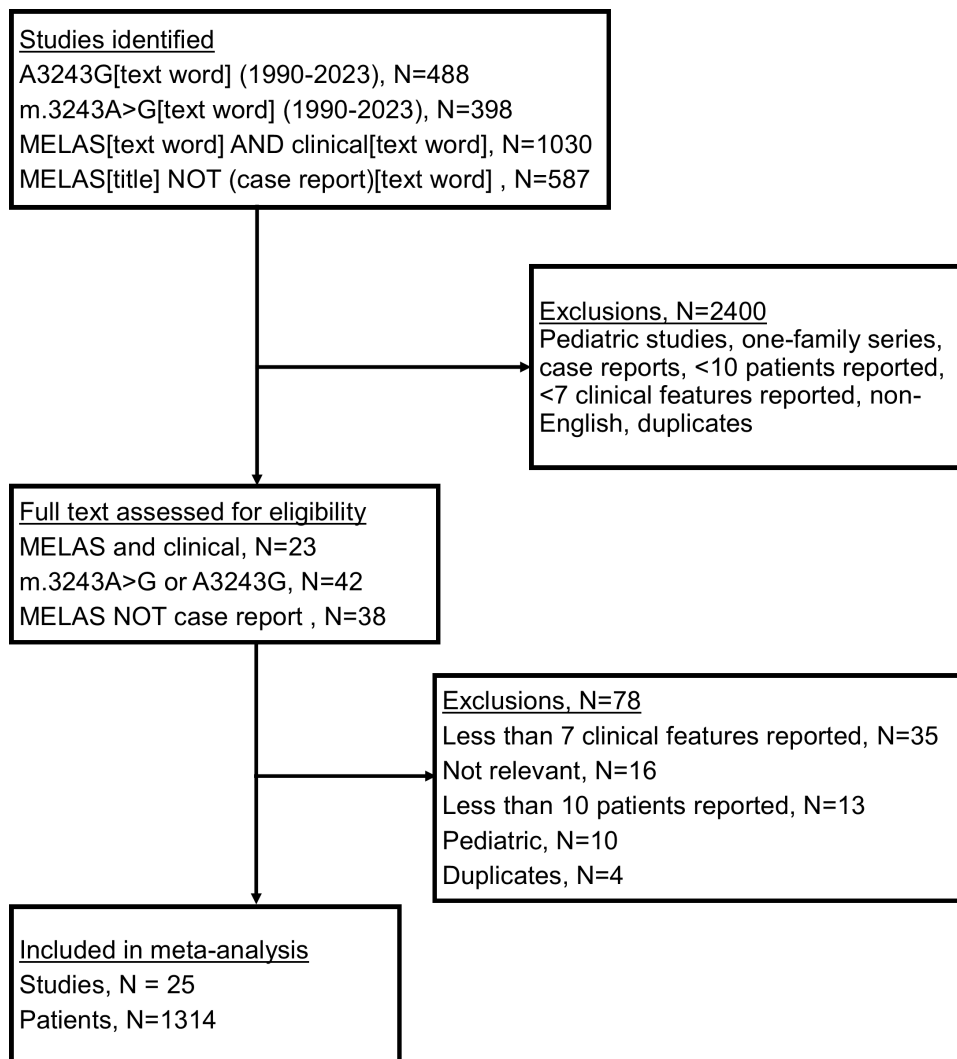 Studies identified
A3243G[text word] (1990-2023), N=488
m.3243A>G[text word] (1990-2023), N=398
MELAS[text word] AND clinical[text word], N=1030
MELAS[title] NOT (case report)[text word] , N=587
Exclusions, N=2400
Pediatric studies, one-family series,
case reports, <10 patients reported,
<7 clinical features reported, non-
English, duplicates
Full text assessed for eligibility
MELAS and clinical, N=23
m.3243A>G or A3243G, N=42
MELAS NOT case report , N=38
Exclusions, N=78
Less than 7 clinical features reported, N=35
Not relevant, N=16
Less than 10 patients reported, N=13
Pediatric, N=10
Duplicates, N=4
Included in meta-analysis
Studies, N = 25
Patients, N=1314